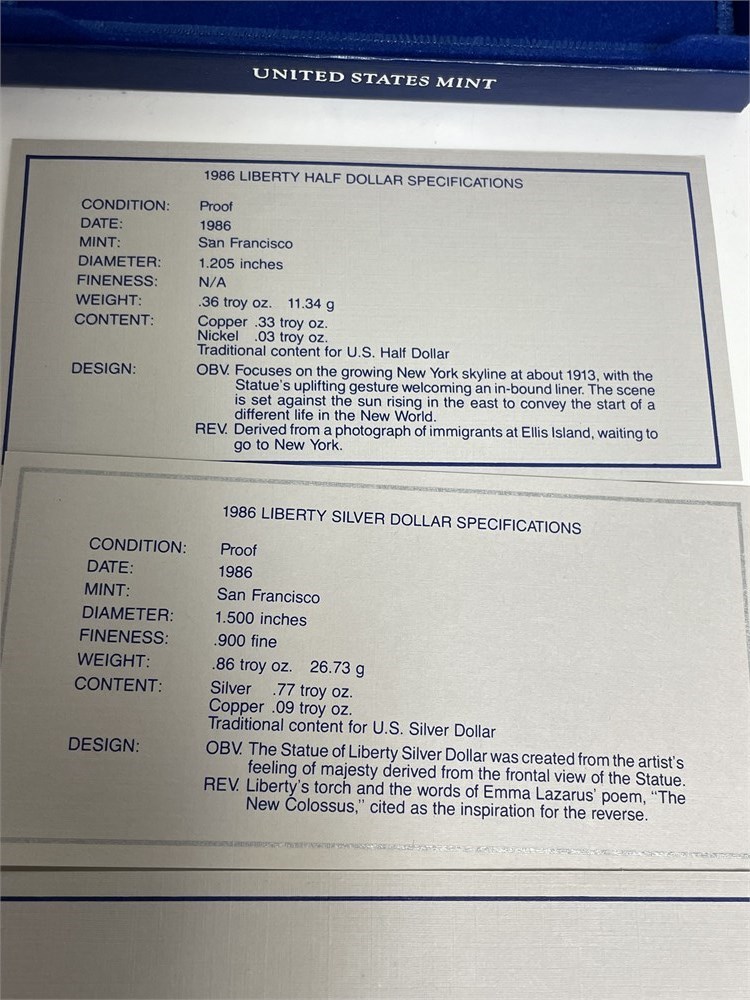 UNITED STATES MINT
1986 LIBERTY HALF DOLLAR SPECIFICATIONS
CONDITION: Proof
DATE: 1986
MINT: San Francisco
DIAMETER: 1.205 inches
FINENESS: N/A
WEIGHT: .36 troy oz. 11.34 g
CONTENT: Copper .33 troy oz.
Nickel .03 troy oz.
Traditional content for U.S. Half Dollar
DESIGN: OBV. Focuses on the growing New York skyline at about 1913, with the
Statue's uplifting gesture welcoming an in-bound liner. The scene
is set against the sun rising in the east to convey the start of a
different life in the New World.
REV. Derived from a photograph of immigrants at Ellis Island, waiting to
go to New York.
1986 LIBERTY SILVER DOLLAR SPECIFICATIONS
CONDITION: Proof
DATE: 1986
MINT: San Francisco
DIAMETER: 1.500 inches
FINENESS: .900 fine
WEIGHT: .86 troy oz. 26.73 g
CONTENT: Silver .77 troy oz.
Copper .09 troy oz.
Traditional content for U.S. Silver Dollar
DESIGN: OBV. The Statue of Liberty Silver Dollar was created from the artist's
feeling of majesty derived from the frontal view of the Statue.
REV. Liberty's torch and the words of Emma Lazarus' poem, "The
New Colossus," cited as the inspiration for the reverse.